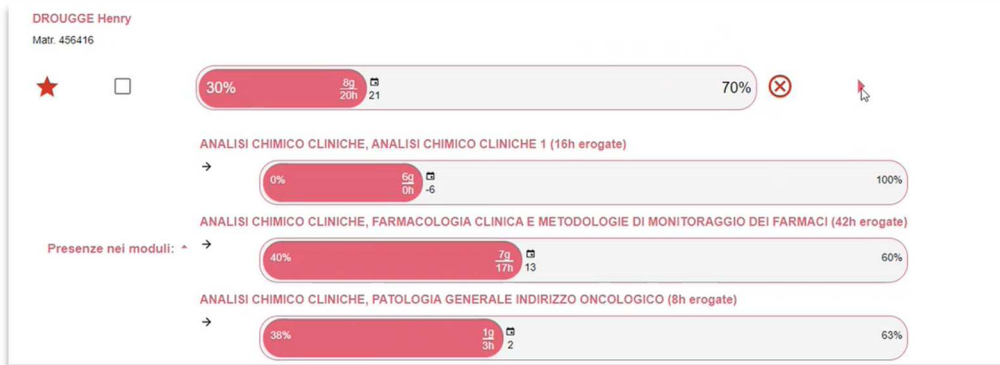 DROUGGE Henry
Matr. 456416
30% 8g 20h 21 70%
ANALISI CHIMICO CLINICHE, ANALISI CHIMICO CLINICHE 1 (16h erogate)
0% 6g 0h -6 100%
ANALISI CHIMICO CLINICHE, FARMACOLOGIA CLINICA E METODOLOGIE DI MONITORAGGIO DEI FARMACI (42h erogate)
Presenze nei moduli:
40% 7g 17h 13 60%
ANALISI CHIMICO CLINICHE, PATOLOGIA GENERALE INDIRIZZO ONCOLOGICO (8h erogate)
38% 1g 3h 2 63%